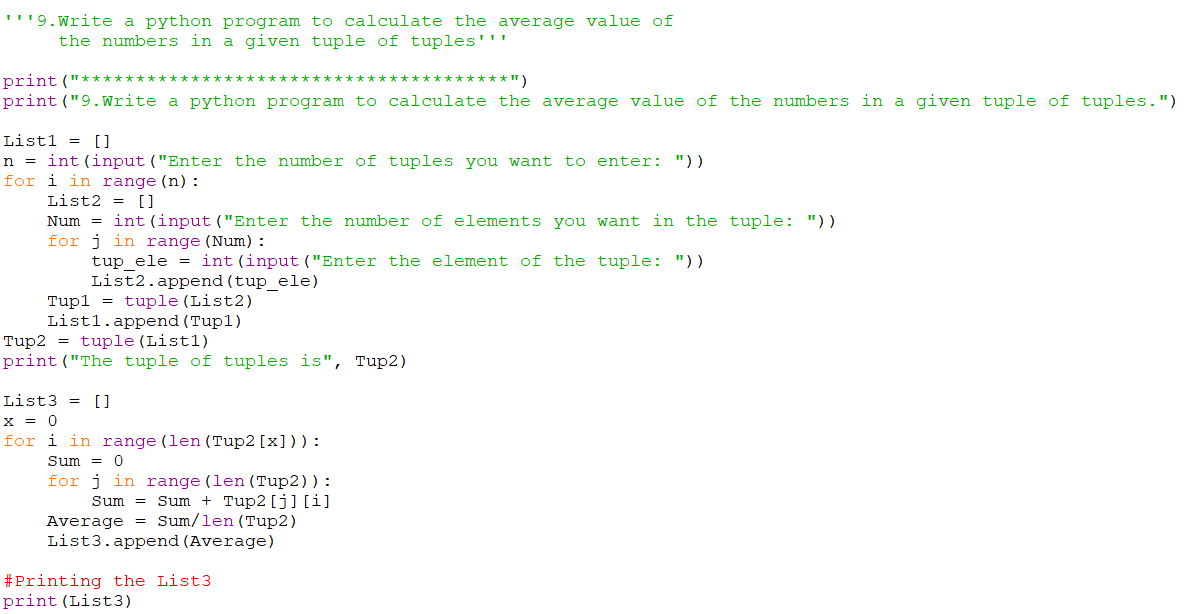 '''9.Write a python program to calculate the average value of
     the numbers in a given tuple of tuples'''
print("***************************************")
print("9.Write a python program to calculate the average value of the numbers in a given tuple of tuples.")
List1 = []
n = int(input("Enter the number of tuples you want to enter: "))
for i in range(n):
    List2 = []
    Num = int(input("Enter the number of elements you want in the tuple: "))
    for j in range(Num):
        tup_ele = int(input("Enter the element of the tuple: "))
        List2.append(tup_ele)
    Tup1 = tuple(List2)
    List1.append(Tup1)
Tup2 = tuple(List1)
print("The tuple of tuples is", Tup2)
List3 = []
x = 0
for i in range(len(Tup2[x])):
    Sum = 0
    for j in range(len(Tup2)):
        Sum = Sum + Tup2[j][i]
    Average = Sum/len(Tup2)
    List3.append(Average)
#Printing the List3
print(List3)